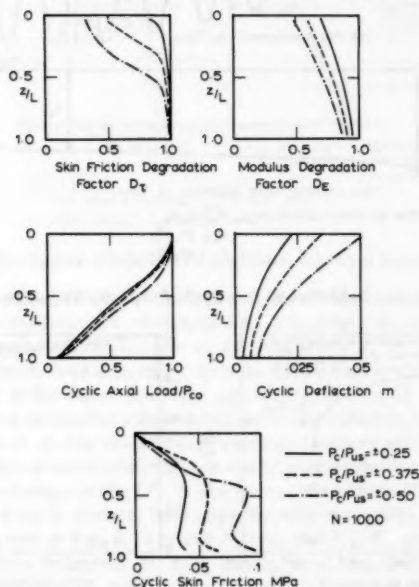 0 0
0.5 0.5
z/L z/L
1.0 1.0
0 0.5 1.0 0 0.5 1.0
Skin Friction Degradation Modulus Degradation
Factor Dτ Factor DE
0 0
0.5 0.5
z/L z/L
1.0 1.0
0 0.5 1.0 0 .025 .05
Cyclic Axial Load/Pco Cyclic Deflection m
0
0.5
z/L
1.0
0 .05 .1
Cyclic Skin Friction MPa
Pc/Pus = ±0.25
Pc/Pus = ±0.375
Pc/Pus = ±0.50
N = 1000